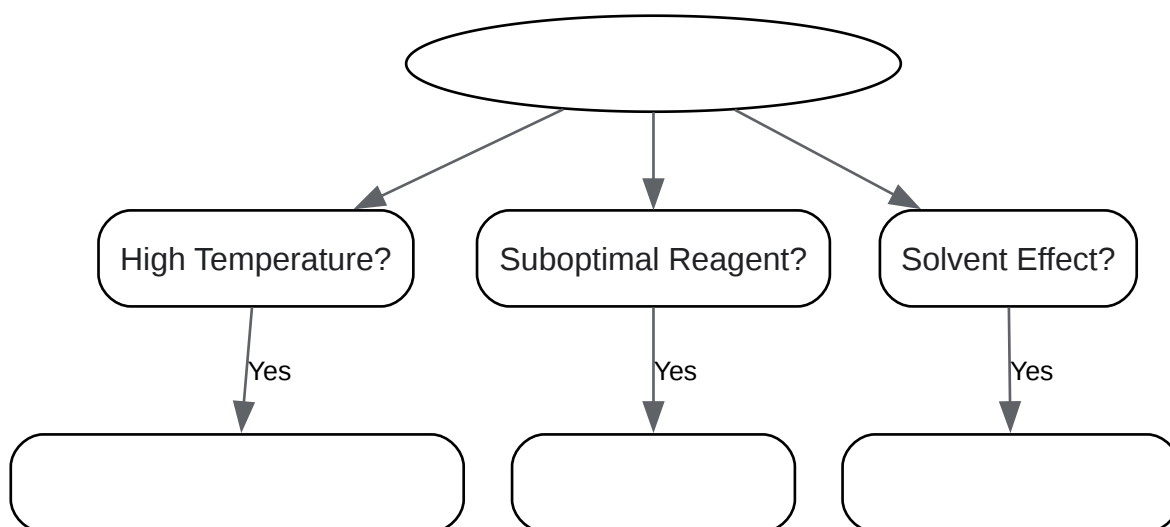 High Temperature?
Suboptimal Reagent?
Solvent Effect?
Yes
Yes
Yes